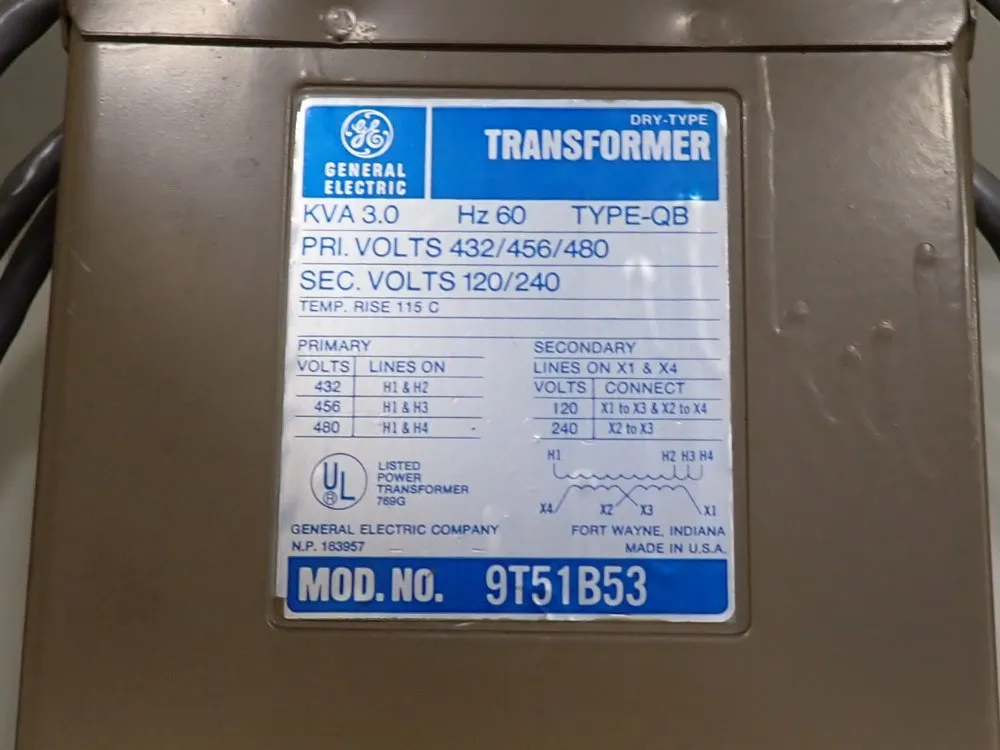 DRY-TYPE
TRANSFORMER
GE
GENERAL
ELECTRIC
KVA 3.0 Hz 60 TYPE-QB
PRI. VOLTS 432/456/480
SEC. VOLTS 120/240
TEMP. RISE 115 C
PRIMARY
VOLTS LINES ON
432 H1 & H2
456 H1 & H3
480 H1 & H4
SECONDARY
LINES ON X1 & X4
VOLTS CONNECT
120 X1 to X3 & X2 to X4
240 X2 to X3
H1 H2 H3 H4
X4 X2 X3 X1
UL ®
LISTED
POWER
TRANSFORMER
769G
GENERAL ELECTRIC COMPANY
N.P. 183957
FORT WAYNE, INDIANA
MADE IN U.S.A.
MOD. NO. 9T51B53